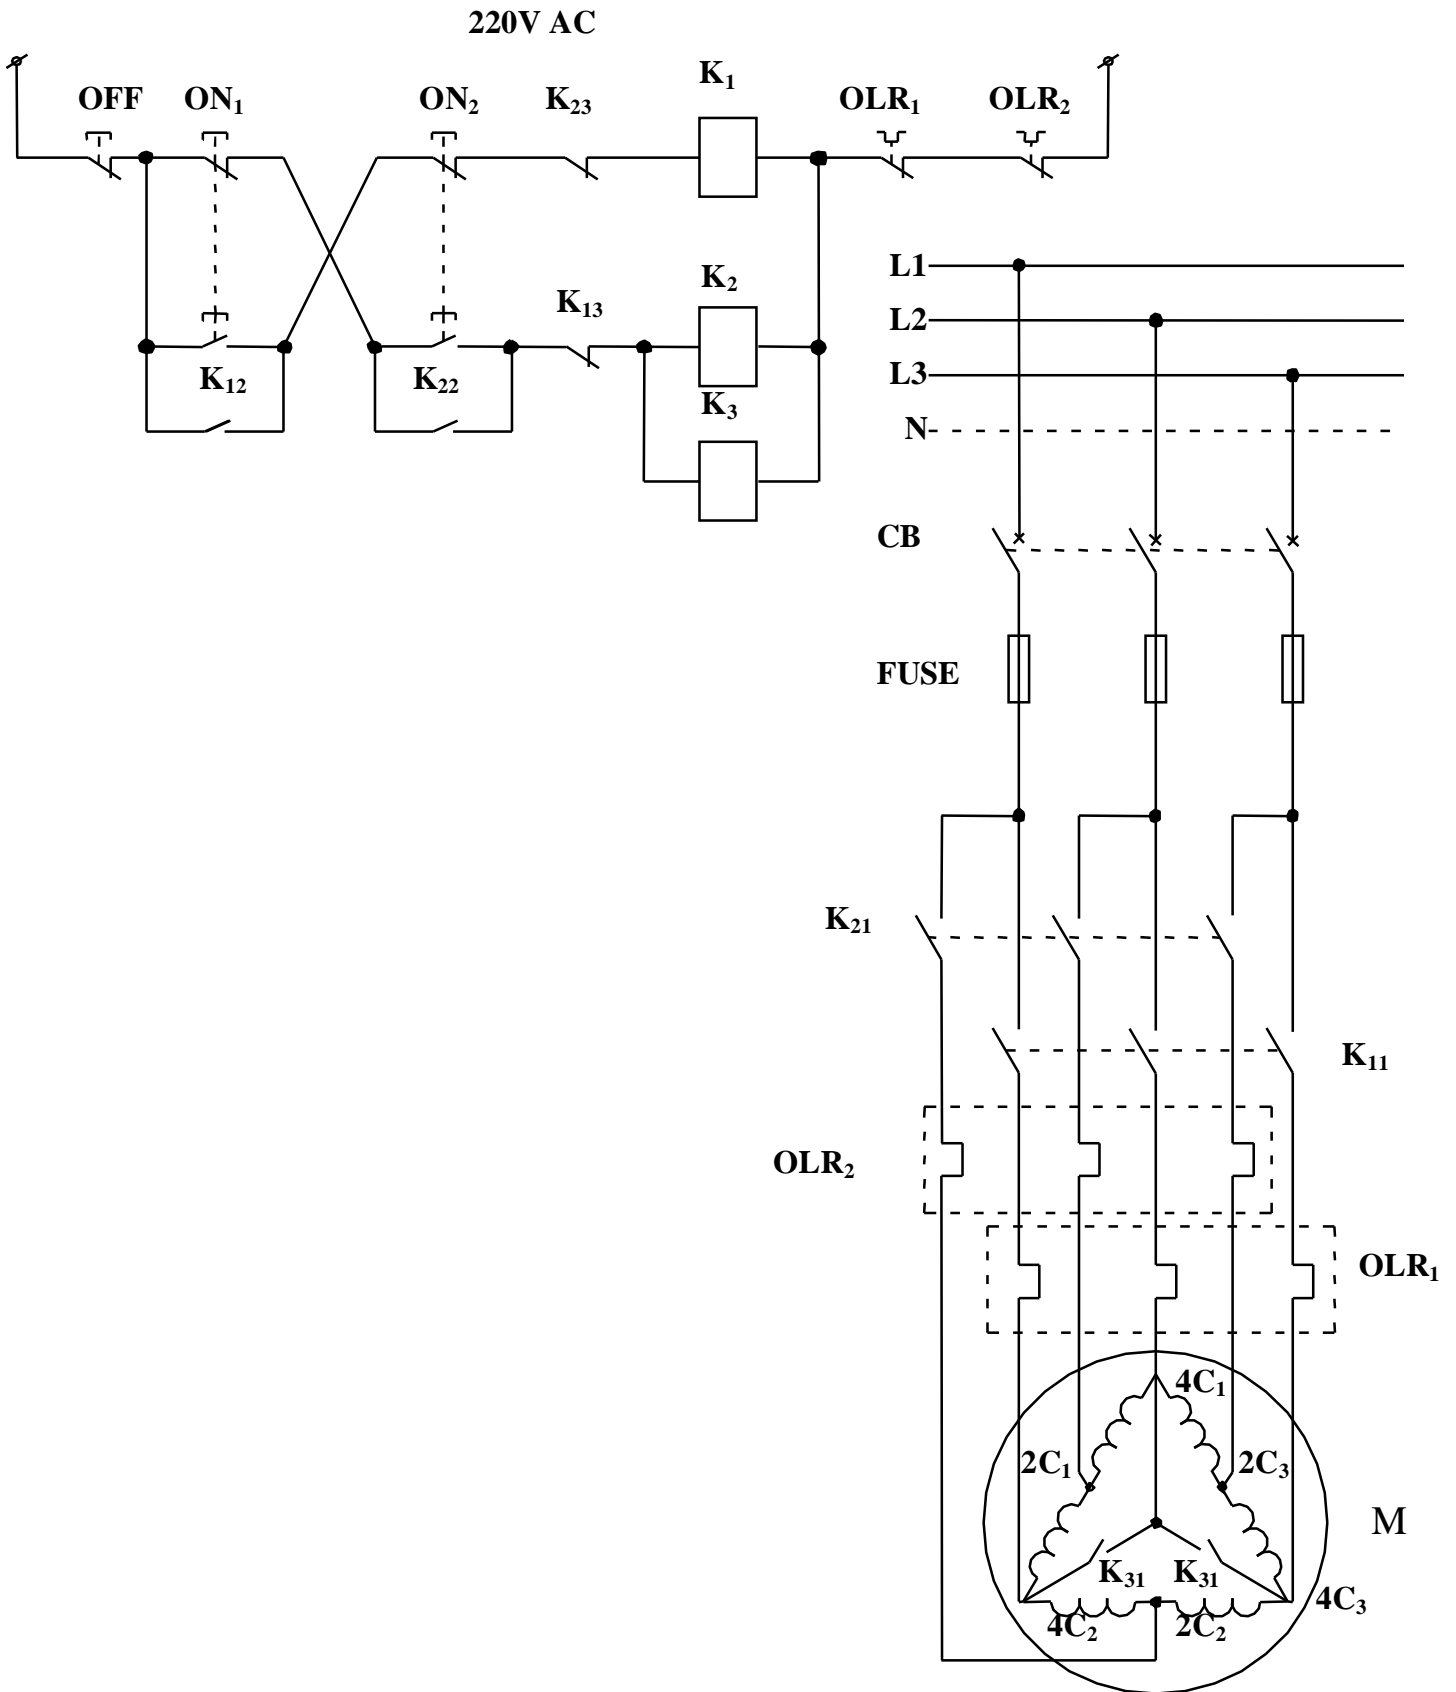 220V AC
OFF ON₁ ON₂ K₂₃ K₁ OLR₁ OLR₂
L1
K₂
K₁₃
L2
K₁₂ K₂₂ L3
K₃
N
CB
FUSE
K₂₁
K₁₁
OLR₂
OLR₁
4C₁
2C₁ 2C₃
M
K₃₁ K₃₁
4C₃
4C₂ 2C₂